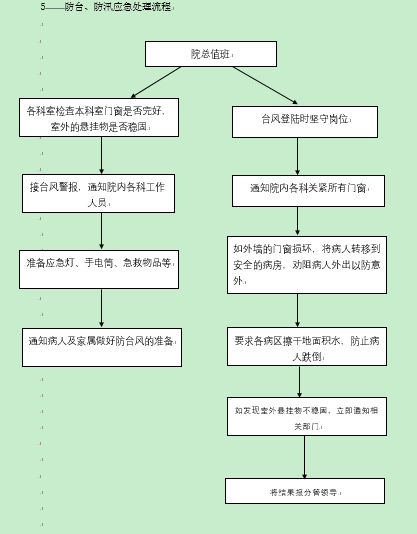 5——防台、防汛应急处理流程
院总值班
各科室检查本科室门窗是否完好，
室外的悬挂物是否稳固
接台风警报，通知院内各科工作
人员
准备应急灯、手电筒、急救物品等
通知病人及家属做好防台风的准备
台风登陆时坚守岗位
通知院内各科关紧所有门窗
如外墙的门窗损坏，将病人转移到
安全的病房，劝阻病人外出以防意
外
要求各病区擦干地面积水，防止病
人跌倒
如发现室外悬挂物不稳固，立即通知相
关部门
将结果报分管领导